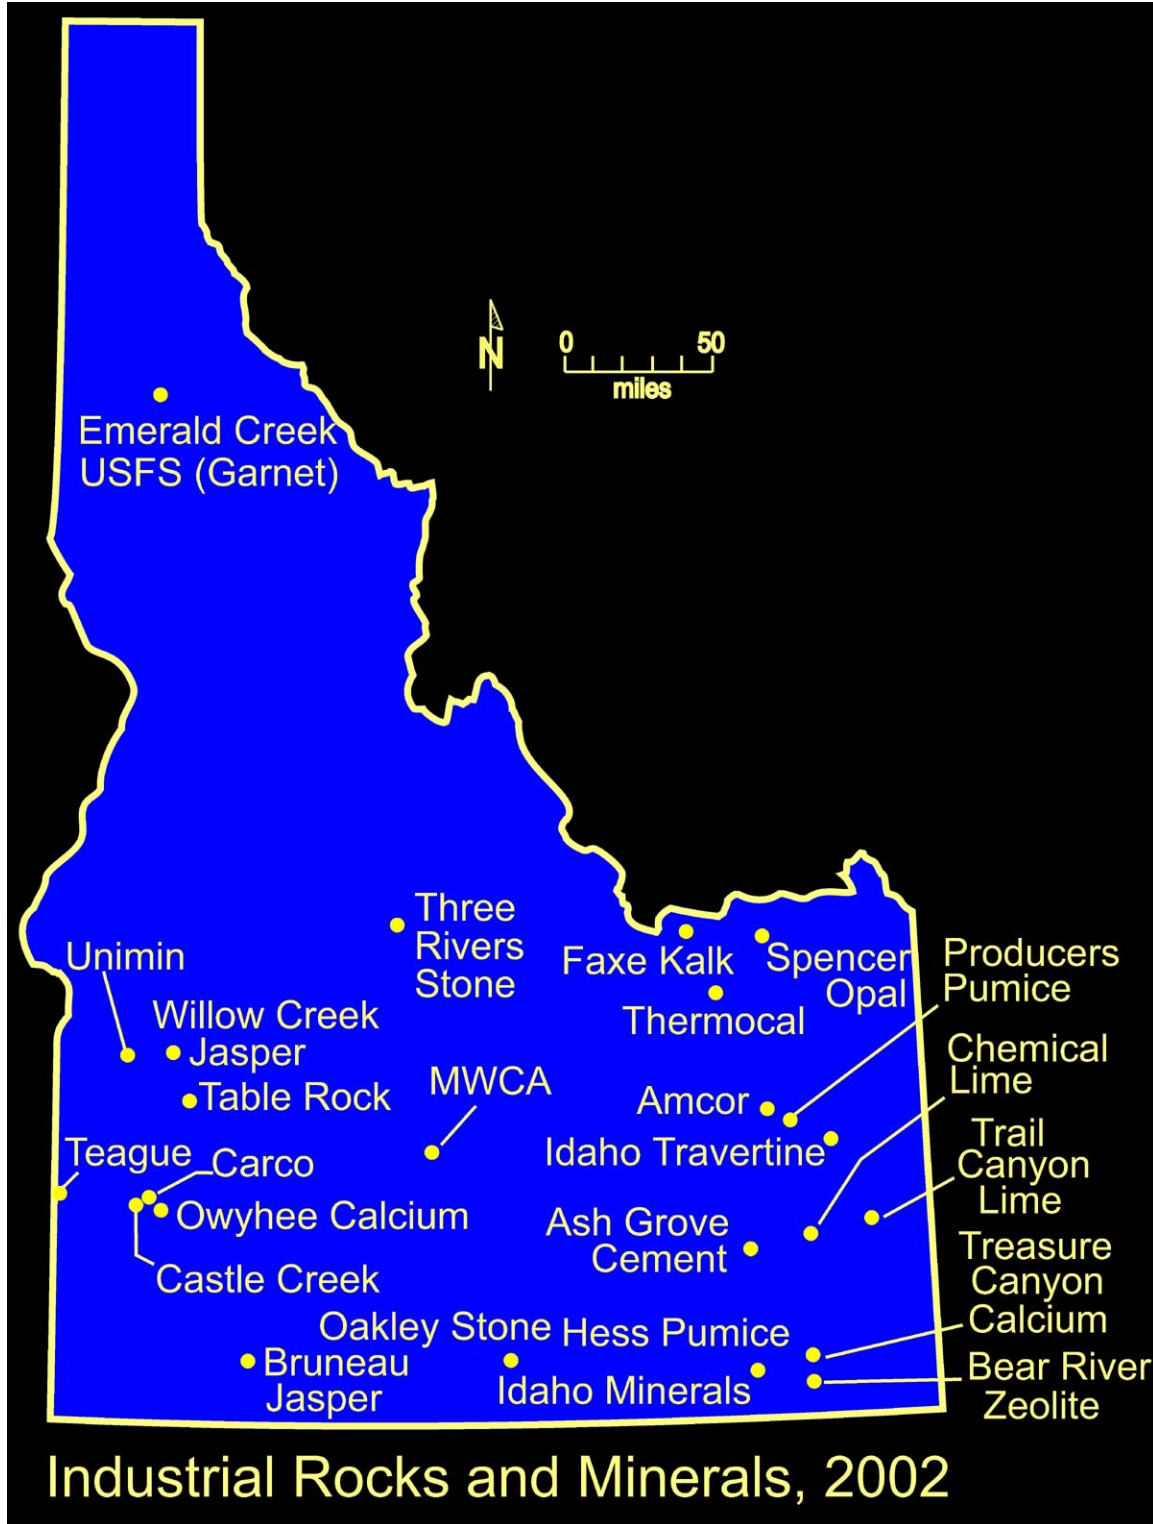 N
0 50
miles
Emerald Creek
USFS (Garnet)
Three
Rivers
Stone
Unimin
Willow Creek
Jasper
Table Rock
MWCA
Teague
Carco
Owyhee Calcium
Castle Creek
Faxe Kalk
Spencer
Opal
Thermocal
Producers
Pumice
Amcor
Idaho Travertine
Chemical
Lime
Trail
Canyon
Lime
Ash Grove
Cement
Treasure
Canyon
Calcium
Oakley Stone
Hess Pumice
Bruneau
Jasper
Idaho Minerals
Bear River
Zeolite
Industrial Rocks and Minerals, 2002